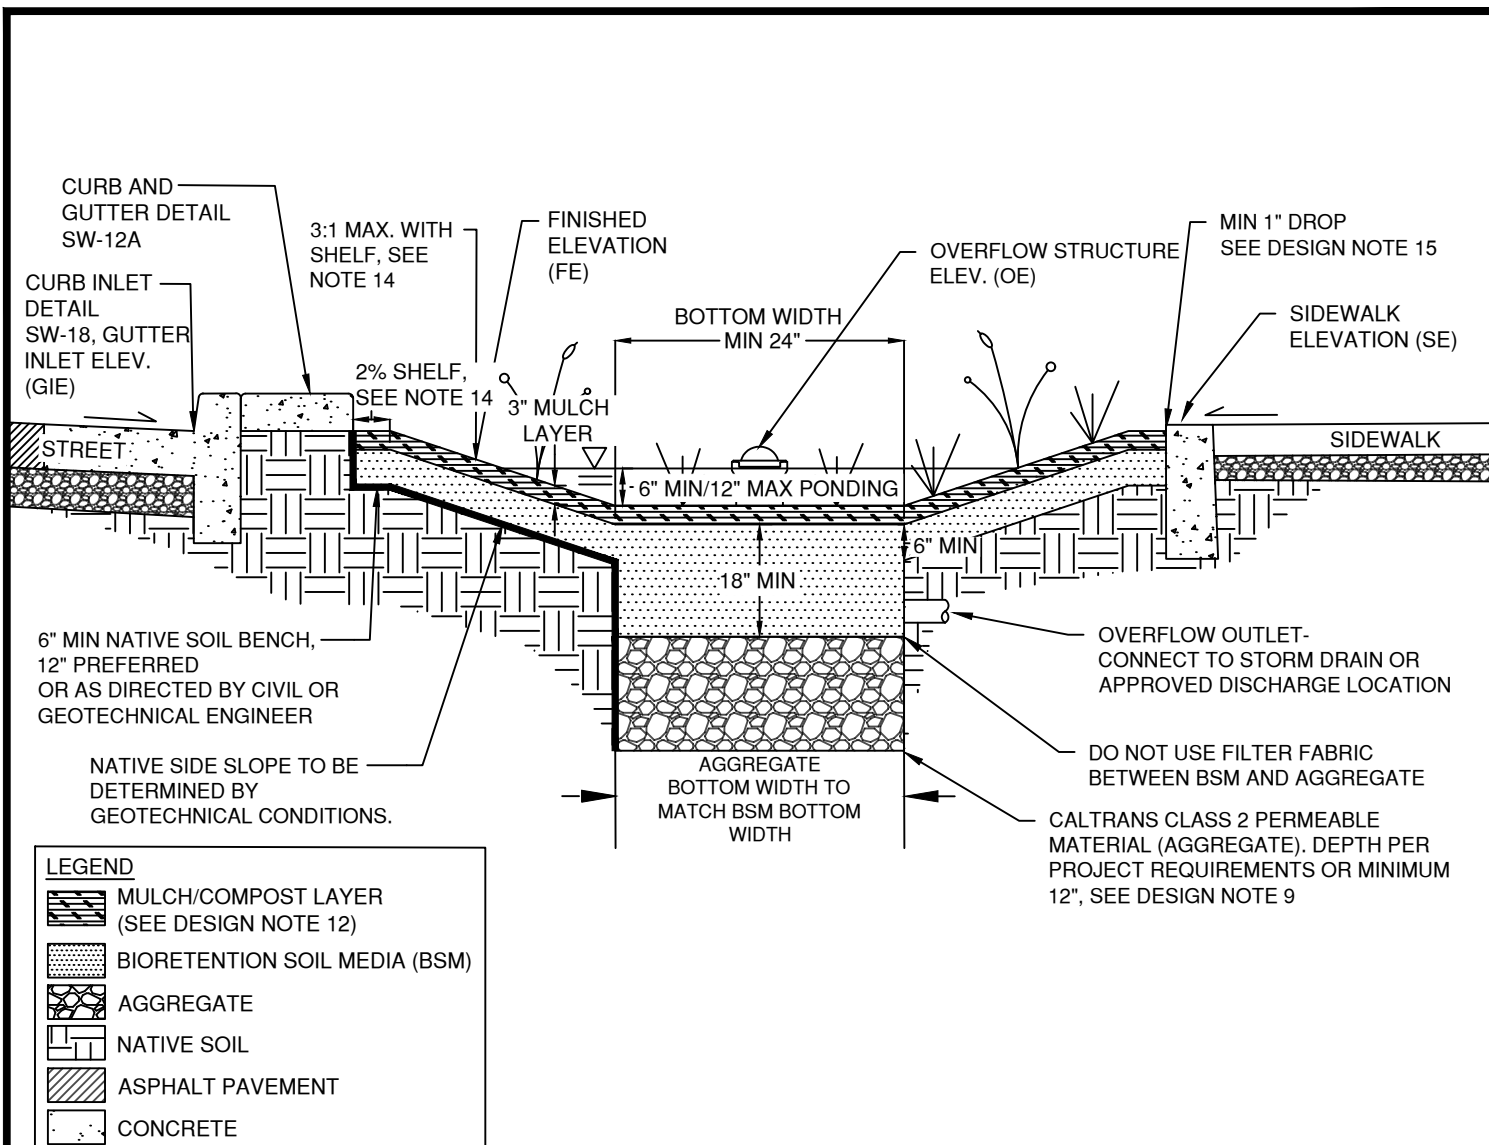 CURB AND
GUTTER DETAIL
SW-12A
CURB INLET
DETAIL
SW-18, GUTTER
INLET ELEV.
(GIE)
3:1 MAX. WITH
SHELF, SEE
NOTE 14
2% SHELF,
SEE NOTE 14
FINISHED
ELEVATION
(FE)
3" MULCH
LAYER
BOTTOM WIDTH
MIN 24"
OVERFLOW STRUCTURE
ELEV. (OE)
MIN 1" DROP
SEE DESIGN NOTE 15
SIDEWALK
ELEVATION (SE)
STREET
SIDEWALK
6" MIN/12" MAX PONDING
6" MIN
18" MIN
6" MIN NATIVE SOIL BENCH,
12" PREFERRED
OR AS DIRECTED BY CIVIL OR
GEOTECHNICAL ENGINEER
NATIVE SIDE SLOPE TO BE
DETERMINED BY
GEOTECHNICAL CONDITIONS.
OVERFLOW OUTLET-
CONNECT TO STORM DRAIN OR
APPROVED DISCHARGE LOCATION
DO NOT USE FILTER FABRIC
BETWEEN BSM AND AGGREGATE
AGGREGATE
BOTTOM WIDTH TO
MATCH BSM BOTTOM
WIDTH
CALTRANS CLASS 2 PERMEABLE
MATERIAL (AGGREGATE). DEPTH PER
PROJECT REQUIREMENTS OR MINIMUM
12", SEE DESIGN NOTE 9
LEGEND
MULCH/COMPOST LAYER
(SEE DESIGN NOTE 12)
BIORETENTION SOIL MEDIA (BSM)
AGGREGATE
NATIVE SOIL
ASPHALT PAVEMENT
CONCRETE